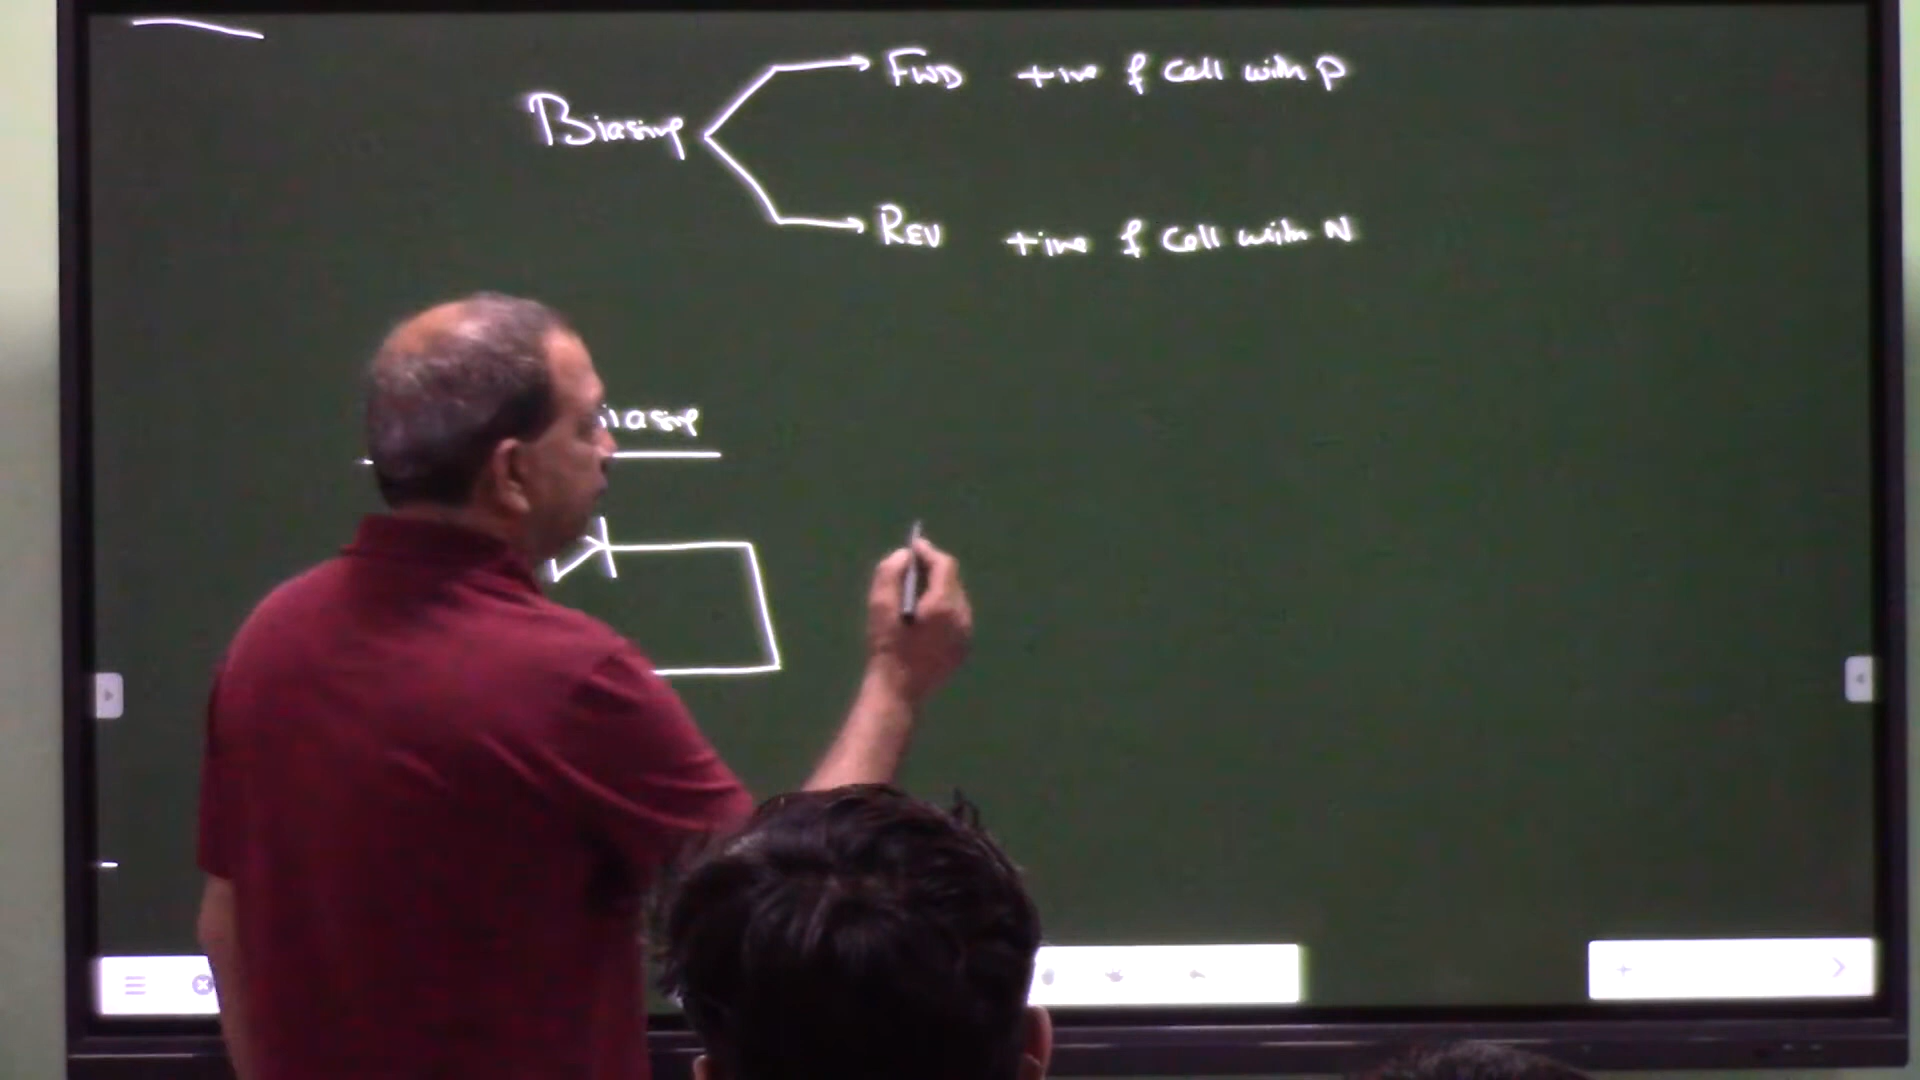 FWD +ive of cell with P
Biasing
REV +ive of cell with N
iasing